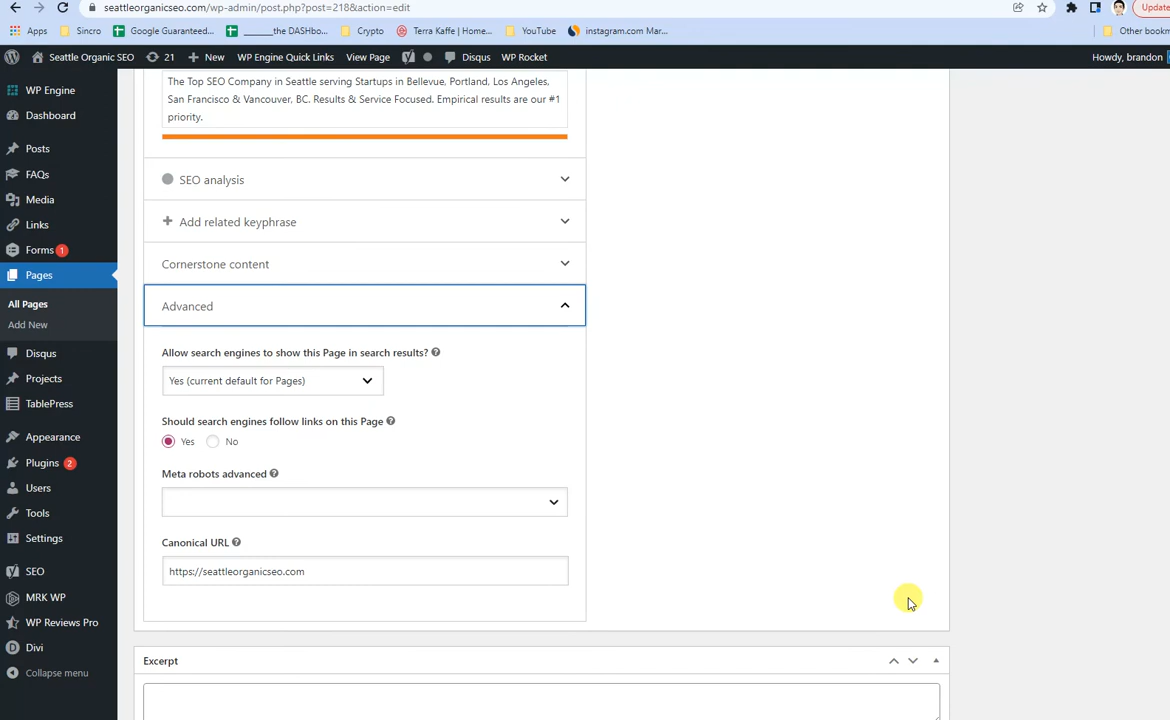 seattleorganicseo.com/wp-admin/post.php?post=218&action=edit
Update
Apps
Sincro
Google Guaranteed...
_______the DASHbo...
Crypto
Terra Kaffe | Home...
YouTube
instagram.com Mar...
Other bookm
Seattle Organic SEO
21
New
WP Engine Quick Links
View Page
Disqus
WP Rocket
Howdy, brandon
WP Engine
Dashboard
Posts
FAQs
Media
Links
Forms 1
Pages
All Pages
Add New
Disqus
Projects
TablePress
Appearance
Plugins 2
Users
Tools
Settings
SEO
MRK WP
WP Reviews Pro
Divi
Collapse menu
The Top SEO Company in Seattle serving Startups in Bellevue, Portland, Los Angeles,
San Francisco & Vancouver, BC. Results & Service Focused. Empirical results are our #1
priority.
SEO analysis
Add related keyphrase
Cornerstone content
Advanced
Allow search engines to show this Page in search results?
Yes (current default for Pages)
Should search engines follow links on this Page
Yes No
Meta robots advanced
Canonical URL
https://seattleorganicseo.com
Excerpt